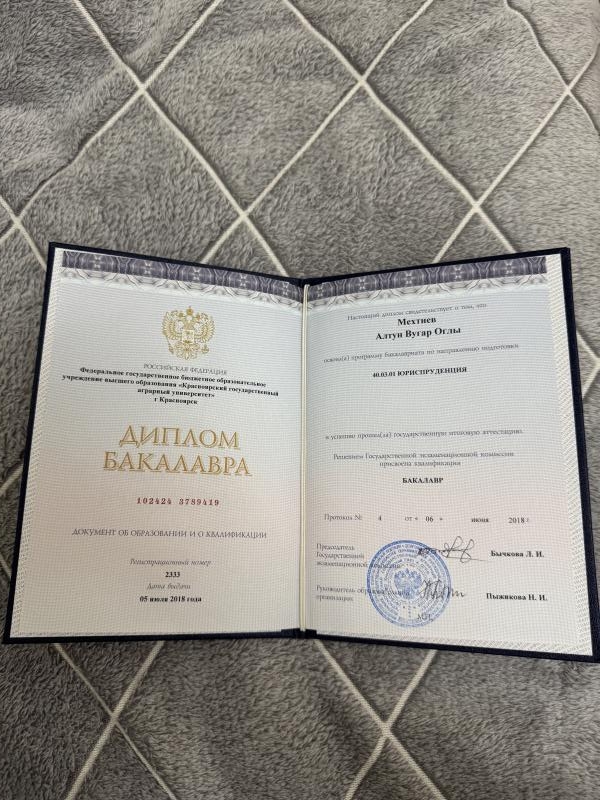 РОССИЙСКАЯ ФЕДЕРАЦИЯ
Федеральное государственное бюджетное образовательное
учреждение высшего образования «Красноярский государственный
аграрный университет»
г Красноярск
ДИПЛОМ
БАКАЛАВРА
102424 3789419
ДОКУМЕНТ ОБ ОБРАЗОВАНИИ И О КВАЛИФИКАЦИИ
Регистрационный номер
2333
Дата выдачи
05 июля 2018 года
Настоящий диплом свидетельствует о том, что
Мехтиев
Алтун Вугар Оглы
освоил(а) программу бакалавриата по направлению подготовки
40.03.01 ЮРИСПРУДЕНЦИЯ
и успешно прошел(ла) государственную итоговую аттестацию.
Решением Государственной экзаменационной комиссии
присвоена квалификация
БАКАЛАВР
Протокол № 4 от « 06 » июня 2018 г.
Председатель
Государственной
экзаменационной комиссии
Бычкова Л. И.
Руководитель образовательной
организации
Пыжикова Н. И.